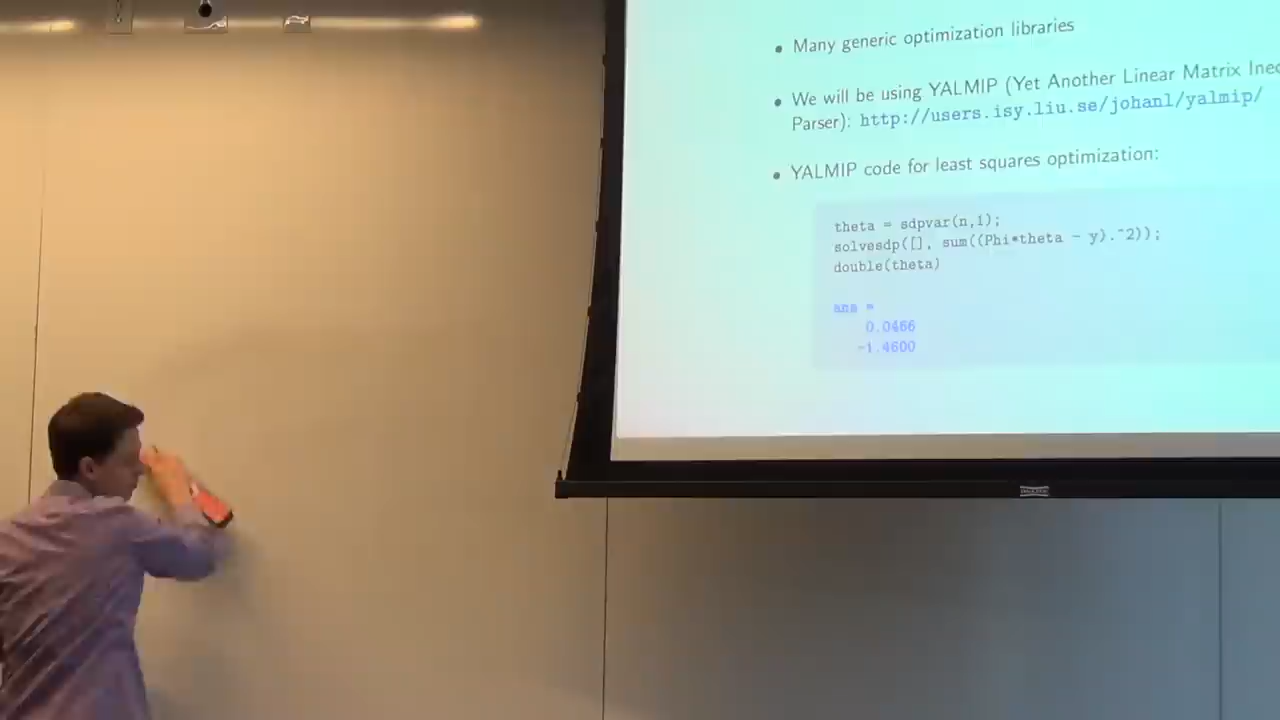 • Many generic optimization libraries
• We will be using YALMIP (Yet Another Linear Matrix
Parser): http://users.isy.liu.se/johanl/yalmip/
• YALMIP code for least squares optimization:
theta = sdpvar(n,1);
solvesdp([], sum((Phi*theta - y).^2));
double(theta)
ans =
0.0466
-1.4600